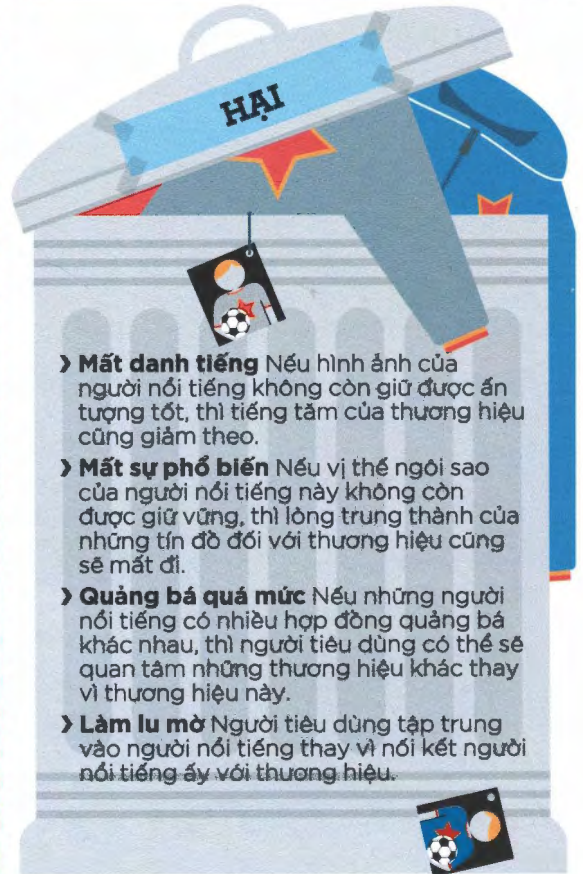 HẠI
❯ Mất danh tiếng Nếu hình ảnh của
người nổi tiếng không còn giữ được ấn
tượng tốt, thì tiếng tăm của thương hiệu
cũng giảm theo.
❯ Mất sự phổ biến Nếu vị thế ngôi sao
của người nổi tiếng này không còn
được giữ vững, thì lòng trung thành của
những tín đồ đối với thương hiệu cũng
sẽ mất đi.
❯ Quảng bá quá mức Nếu những người
nổi tiếng có nhiều hợp đồng quảng bá
khác nhau, thì người tiêu dùng có thể sẽ
quan tâm những thương hiệu khác thay
vì thương hiệu này.
❯ Làm lu mờ Người tiêu dùng tập trung
vào người nổi tiếng thay vì nối kết người
nổi tiếng ấy với thương hiệu.